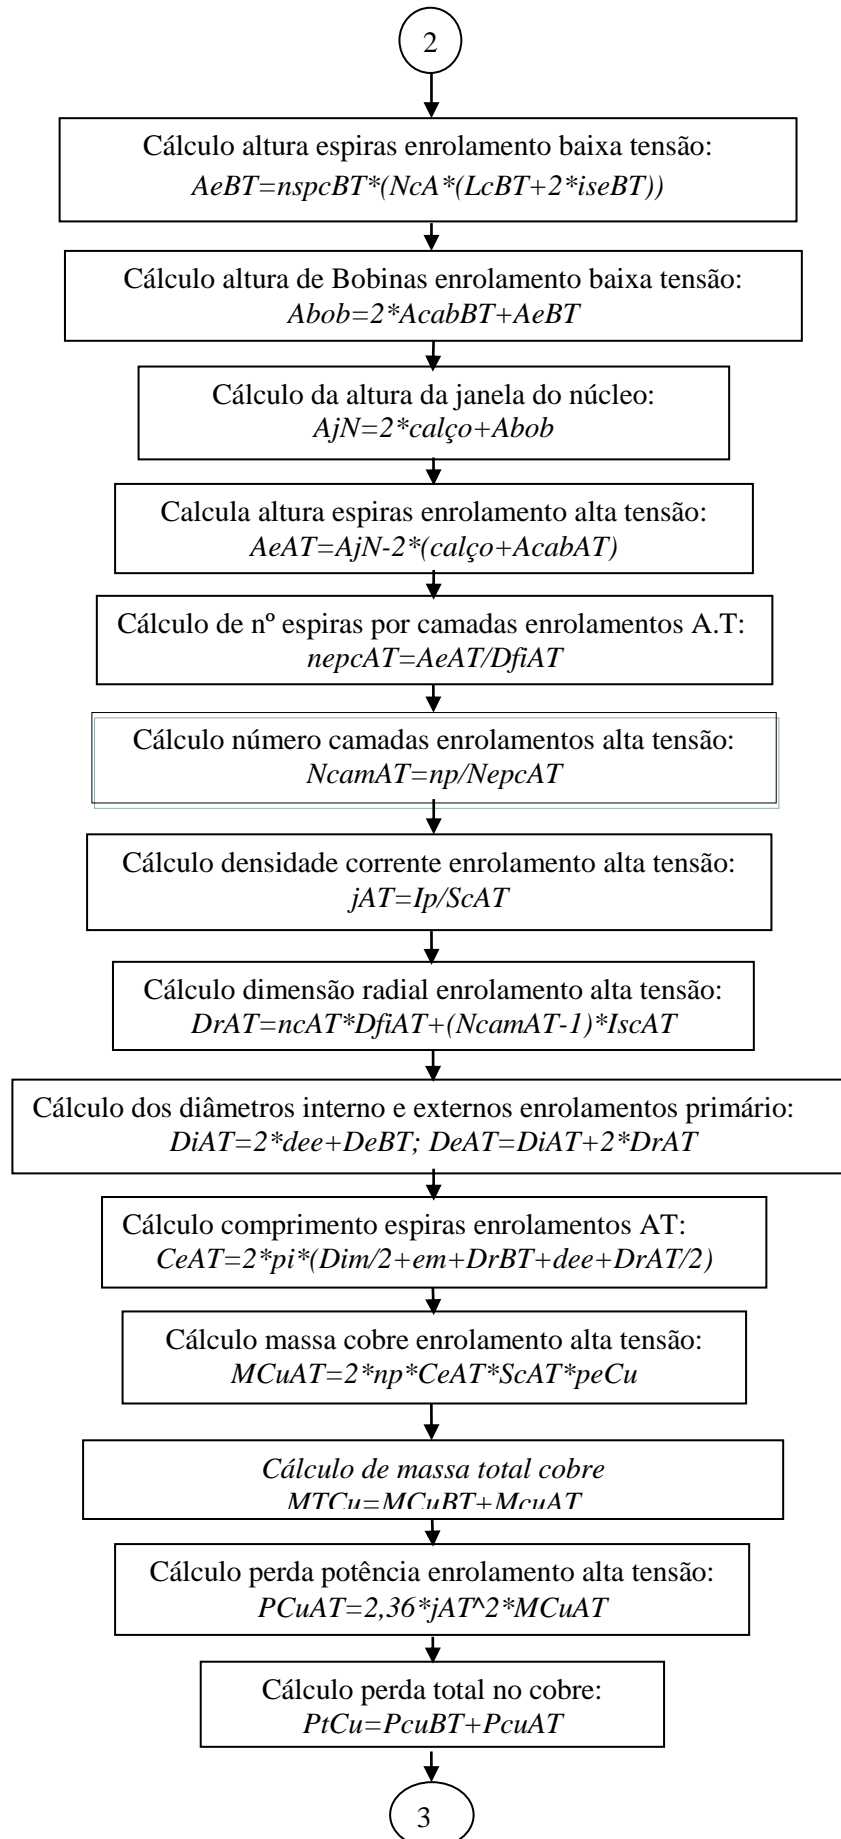 2
Cálculo altura espiras enrolamento baixa tensão:
AeBT=nspcBT*(NcA*(LcBT+2*iseBT))
Cálculo altura de Bobinas enrolamento baixa tensão:
Abob=2*AcabBT+AeBT
Cálculo da altura da janela do núcleo:
AjN=2*calço+Abob
Calcula altura espiras enrolamento alta tensão:
AeAT=AjN-2*(calço+AcabAT)
Cálculo de nº espiras por camadas enrolamentos A.T:
nepcAT=AeAT/DfiAT
Cálculo número camadas enrolamentos alta tensão:
NcamAT=np/NepcAT
Cálculo densidade corrente enrolamento alta tensão:
jAT=Ip/ScAT
Cálculo dimensão radial enrolamento alta tensão:
DrAT=ncAT*DfiAT+(NcamAT-1)*IscAT
Cálculo dos diâmetros interno e externos enrolamentos primário:
DiAT=2*dee+DeBT; DeAT=DiAT+2*DrAT
Cálculo comprimento espiras enrolamentos AT:
CeAT=2*pi*(Dim/2+em+DrBT+dee+DrAT/2)
Cálculo massa cobre enrolamento alta tensão:
MCuAT=2*np*CeAT*ScAT*peCu
Cálculo de massa total cobre
MTCu=MCuBT+McuAT
Cálculo perda potência enrolamento alta tensão:
PCuAT=2,36*jAT^2*MCuAT
Cálculo perda total no cobre:
PtCu=PcuBT+PcuAT
3